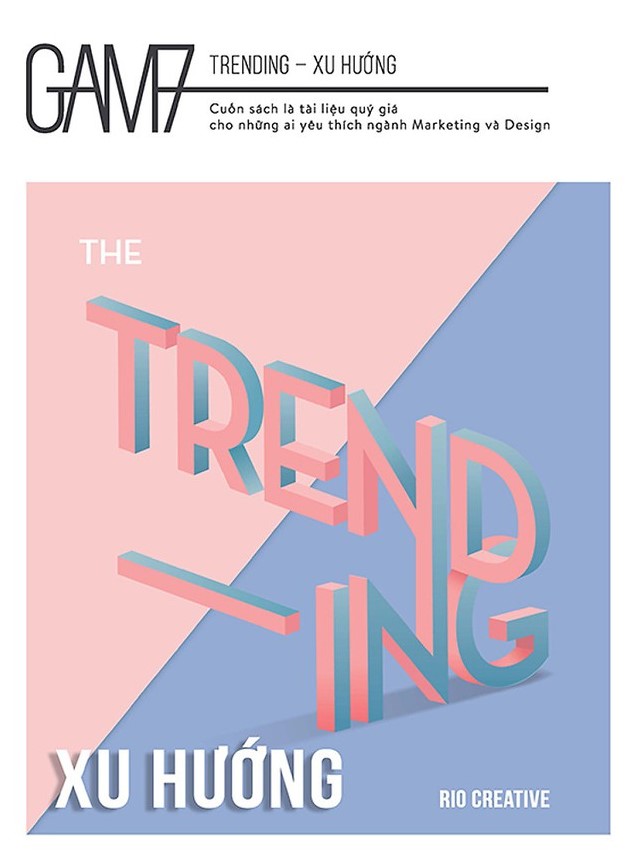 GAM7
TRENDING – XU HƯỚNG
Cuốn sách là tài liệu quý giá
cho những ai yêu thích ngành Marketing và Design
THE
TREND
–ING
XU HƯỚNG
RIO CREATIVE